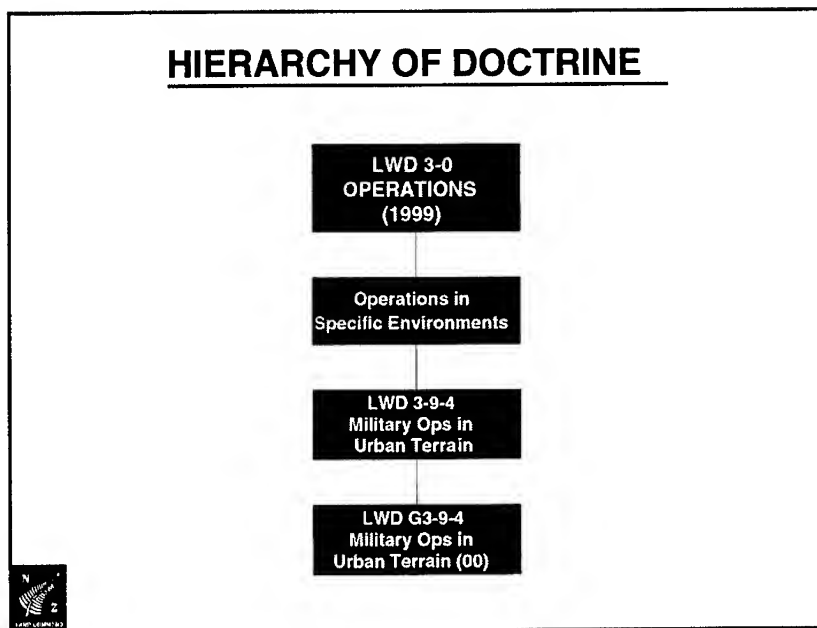 HIERARCHY OF DOCTRINE
LWD 3-0
OPERATIONS
(1999)
Operations in
Specific Environments
LWD 3-9-4
Military Ops in
Urban Terrain
LWD G3-9-4
Military Ops in
Urban Terrain (00)
N
Z